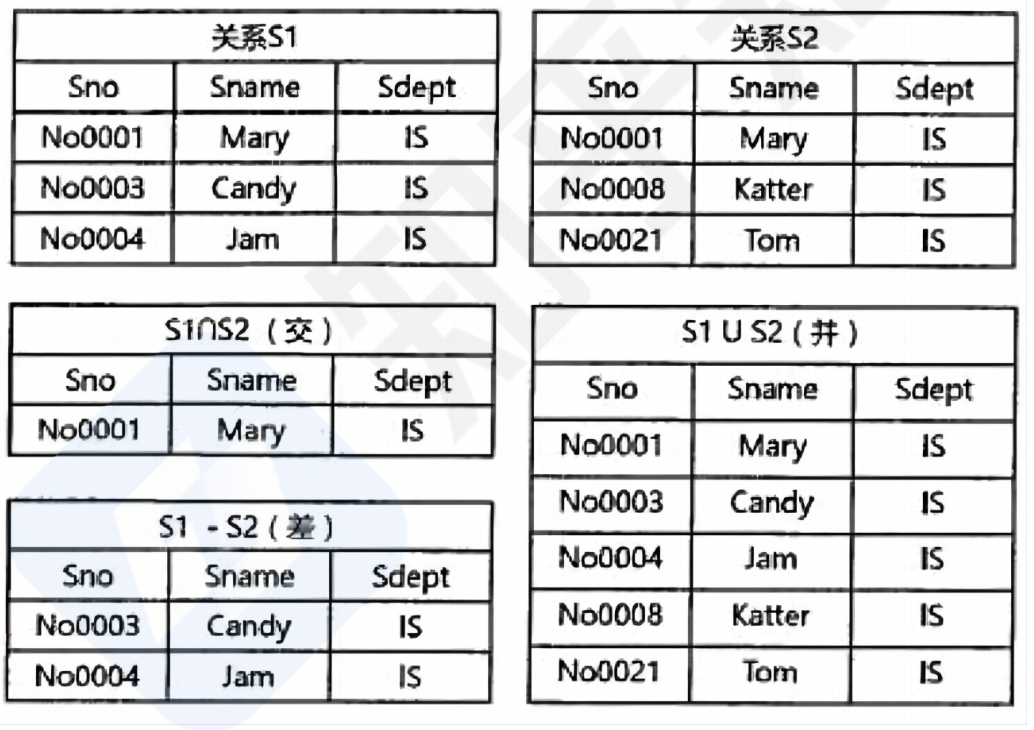 关系S1
Sno Sname Sdept
No0001 Mary IS
No0003 Candy IS
No0004 Jam IS
关系S2
Sno Sname Sdept
No0001 Mary IS
No0008 Katter IS
No0021 Tom IS
S1∩S2（交）
Sno Sname Sdept
No0001 Mary IS
S1 - S2（差）
Sno Sname Sdept
No0003 Candy IS
No0004 Jam IS
S1 U S2（并）
Sno Sname Sdept
No0001 Mary IS
No0003 Candy IS
No0004 Jam IS
No0008 Katter IS
No0021 Tom IS